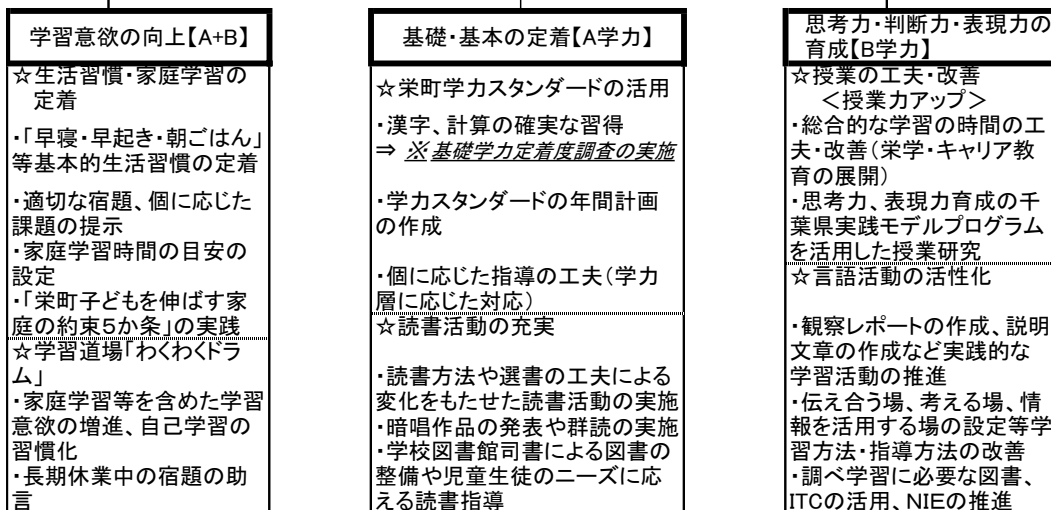 学習意欲の向上【A+B】
☆生活習慣・家庭学習の
定着
・「早寝・早起き・朝ごはん」
等基本的生活習慣の定着
・適切な宿題、個に応じた
課題の提示
・家庭学習時間の目安の
設定
・「栄町子どもを伸ばす家
庭の約束5か条」の実践
☆学習道場「わくわくドラ
ム」
・家庭学習等を含めた学習
意欲の増進、自己学習の
習慣化
・長期休業中の宿題の助
言
基礎・基本の定着【A学力】
☆栄町学力スタンダードの活用
・漢字、計算の確実な習得
⇒ ※基礎学力定着度調査の実施
・学力スタンダードの年間計画
の作成
・個に応じた指導の工夫(学力
層に応じた対応)
☆読書活動の充実
・読書方法や選書の工夫による
変化をもたせた読書活動の実施
・暗唱作品の発表や群読の実施
・学校図書館司書による図書の
整備や児童生徒のニーズに応
える読書指導
思考力・判断力・表現力の
育成【B学力】
☆授業の工夫・改善
<授業力アップ>
・総合的な学習の時間の工
夫・改善(栄学・キャリア教
育の展開)
・思考力、表現力育成の千
葉県実践モデルプログラム
を活用した授業研究
☆言語活動の活性化
・観察レポートの作成、説明
文章の作成など実践的な
学習活動の推進
・伝え合う場、考える場、情
報を活用する場の設定等学
習方法・指導方法の改善
・調べ学習に必要な図書、
ITCの活用、NIEの推進